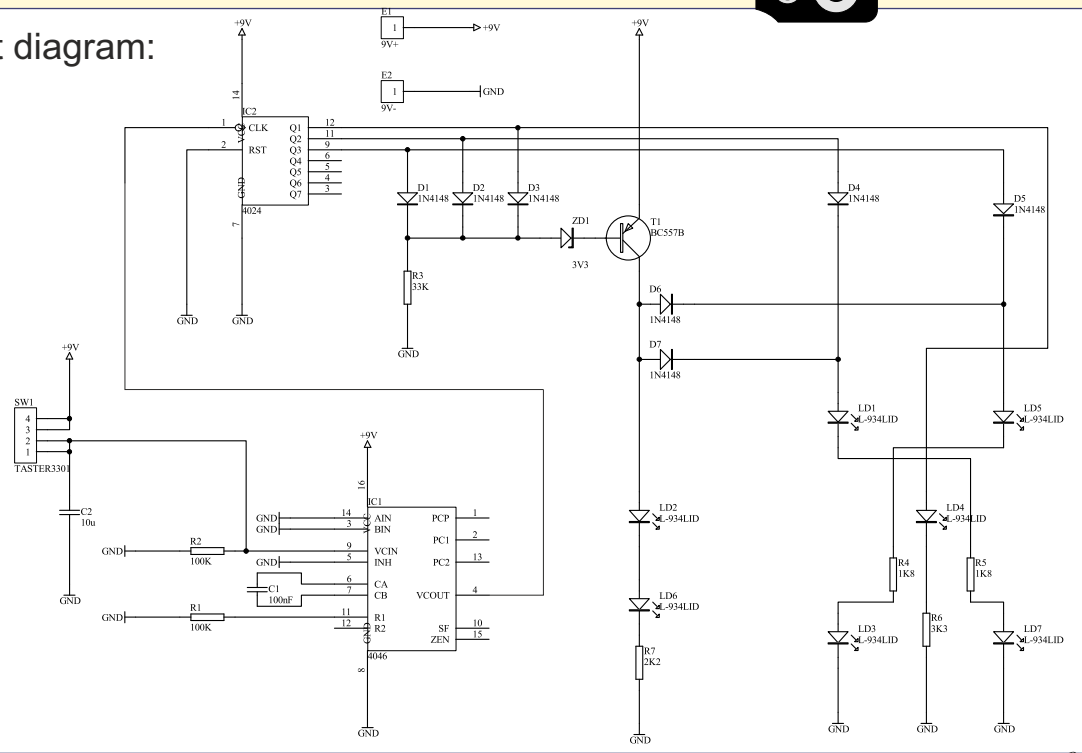 t diagram:
E1
1
9V+
+9V
E2
1
9V-
GND
+9V
14
IC2
1 CLK
VCC
2 RST
GND
Q1 12
Q2 11
Q3 9
Q4 6
Q5 5
Q6 4
Q7 3
4024
7
GND
GND
D1
1N4148
D2
1N4148
D3
1N4148
R3
33K
GND
ZD1
3V3
+9V
T1
BC557B
D4
1N4148
D5
1N4148
D6
1N4148
D7
1N4148
+9V
SW1
4
3
2
1
TASTER3301
C2
10u
GND
GND
R2
100K
GND
R1
100K
+9V
16
IC1
GND 14 AIN
GND 3 BIN
VCC
9 VCIN
GND 5 INH
6 CA
7 CB
C1
100nF
11 R1
12 R2
GND
PCP 1
PC1 2
PC2 13
VCOUT 4
SF 10
ZEN 15
4046
8
GND
LD1
L-934LID
LD5
L-934LID
LD2
L-934LID
LD4
L-934LID
LD6
L-934LID
R4
1K8
R5
1K8
R6
3K3
LD3
L-934LID
LD7
L-934LID
R7
2K2
GND
GND
GND
GND